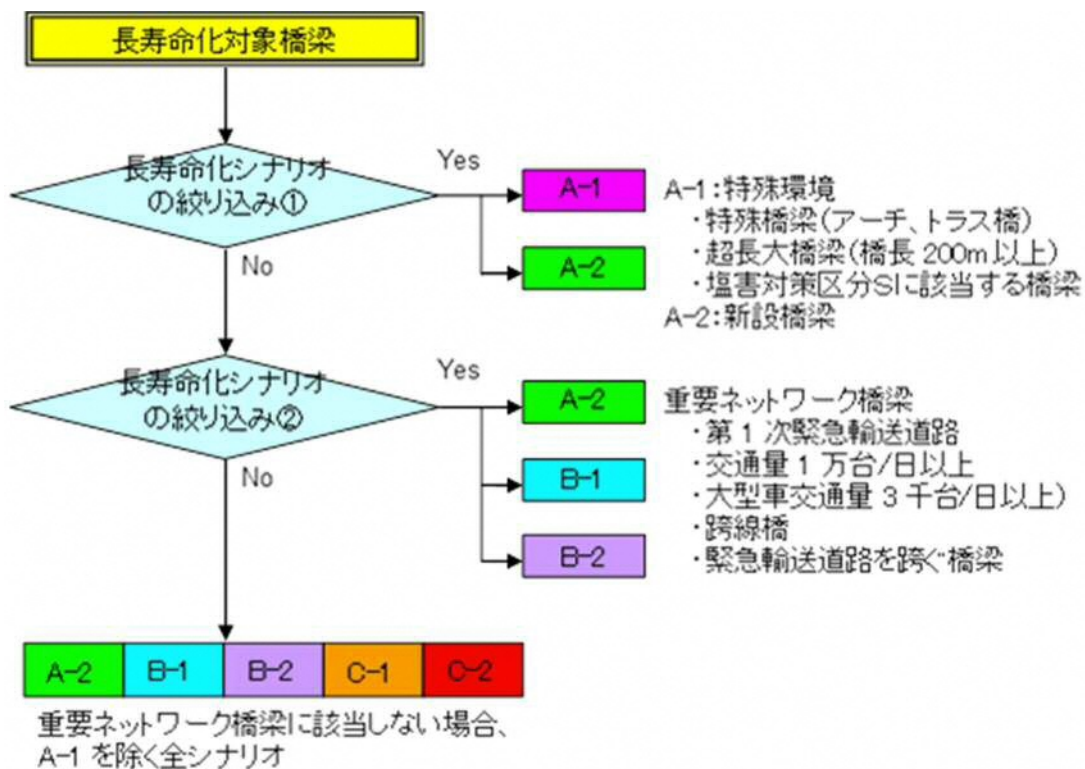 長寿命化対象橋梁
長寿命化シナリオ
の絞り込み①
Yes
A-1
A-2
A-1:特殊環境
・特殊橋梁(アーチ、トラス橋)
・超長大橋梁(橋長 200m 以上)
・塩害対策区分SIに該当する橋梁
A-2:新設橋梁
No
長寿命化シナリオ
の絞り込み②
Yes
A-2
B-1
B-2
重要ネットワーク橋梁
・第 1 次緊急輸送道路
・交通量 1 万台/日以上
・大型車交通量 3 千台/日以上)
・跨線橋
・緊急輸送道路を跨ぐ橋梁
No
A-2 B-1 B-2 C-1 C-2
重要ネットワーク橋梁に該当しない場合、
A-1 を除く全シナリオ